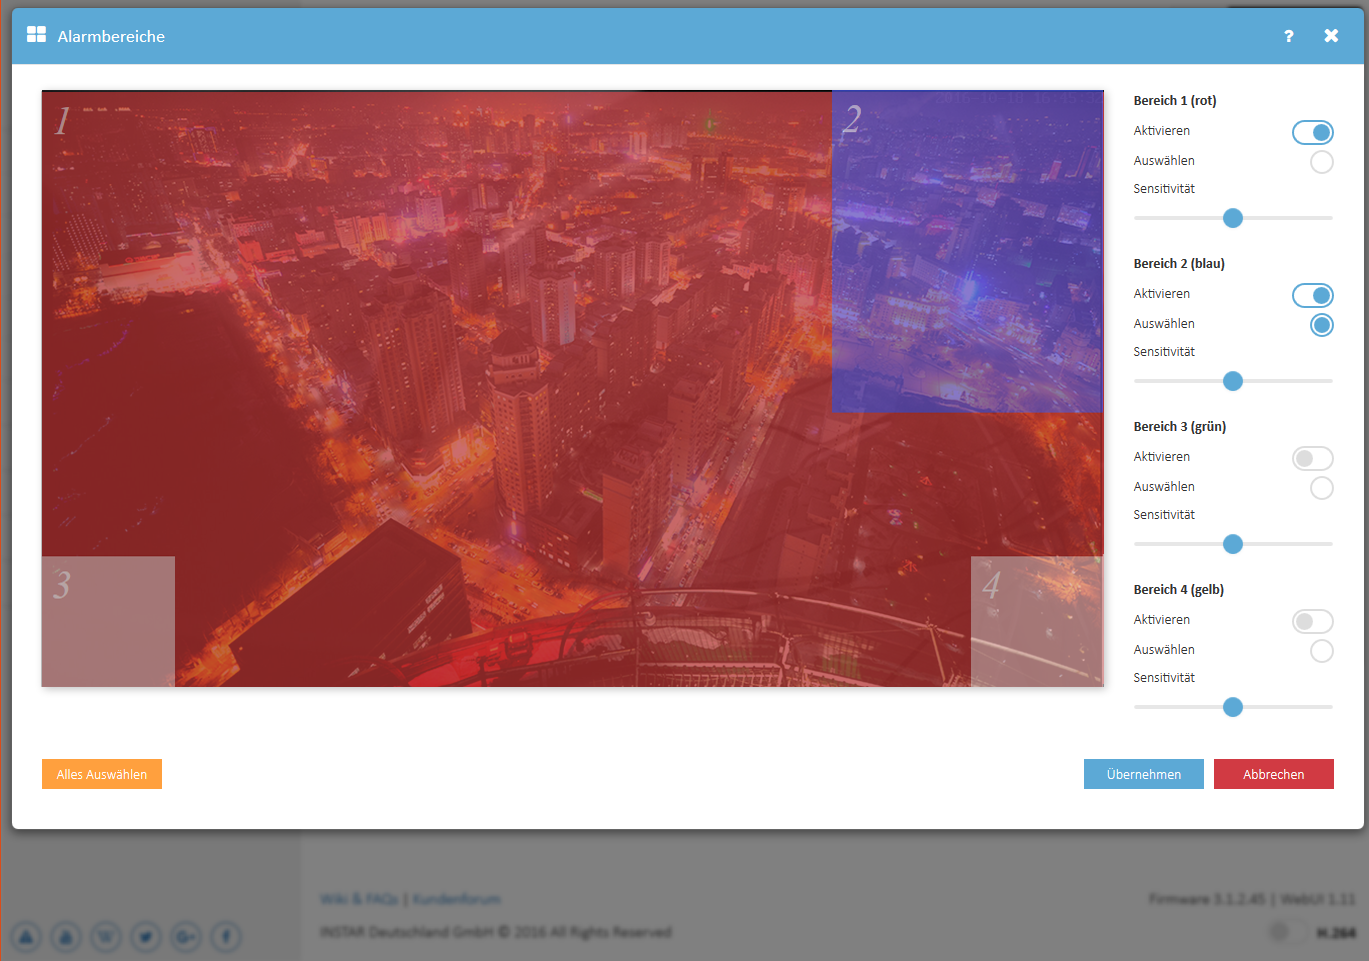 Alarmbereiche
?
1
2
3
4
Bereich 1 (rot)
Aktivieren
Auswählen
Sensitivität
Bereich 2 (blau)
Aktivieren
Auswählen
Sensitivität
Bereich 3 (grün)
Aktivieren
Auswählen
Sensitivität
Bereich 4 (gelb)
Aktivieren
Auswählen
Sensitivität
Alles Auswählen
Übernehmen
Abbrechen
Wiki & FAQs | Kundenforum
Firmware 3.1.2.45 | WebUI 1.11
INSTAR Deutschland GmbH © 2016 All Rights Reserved
H.264